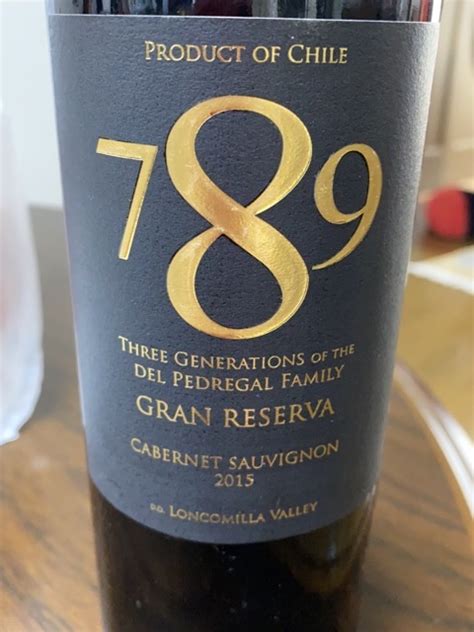 PRODUCT OF CHILE
789
THREE GENERATIONS OF THE
DEL PEDREGAL FAMILY
GRAN RESERVA
CABERNET SAUVIGNON
2015
D.O. LONCOMILLA VALLEY